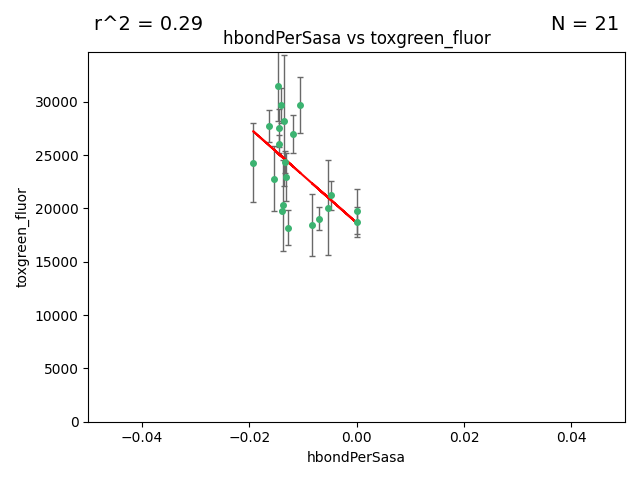 r^2 = 0.29
N = 21
hbondPerSasa vs toxgreen_fluor
30000
25000
20000
15000
10000
5000
0
toxgreen_fluor
−0.04
−0.02
0.00
0.02
0.04
hbondPerSasa